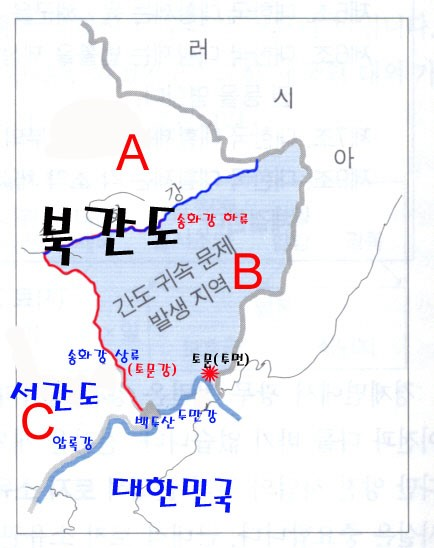 러
시
아
A
강
북간도
송화강 하류
간도 귀속 문제
발생 지역
B
송화강 상류
(토문강)
토문(투먼)
서간도
C
압록강
백두산
두만강
대한민국